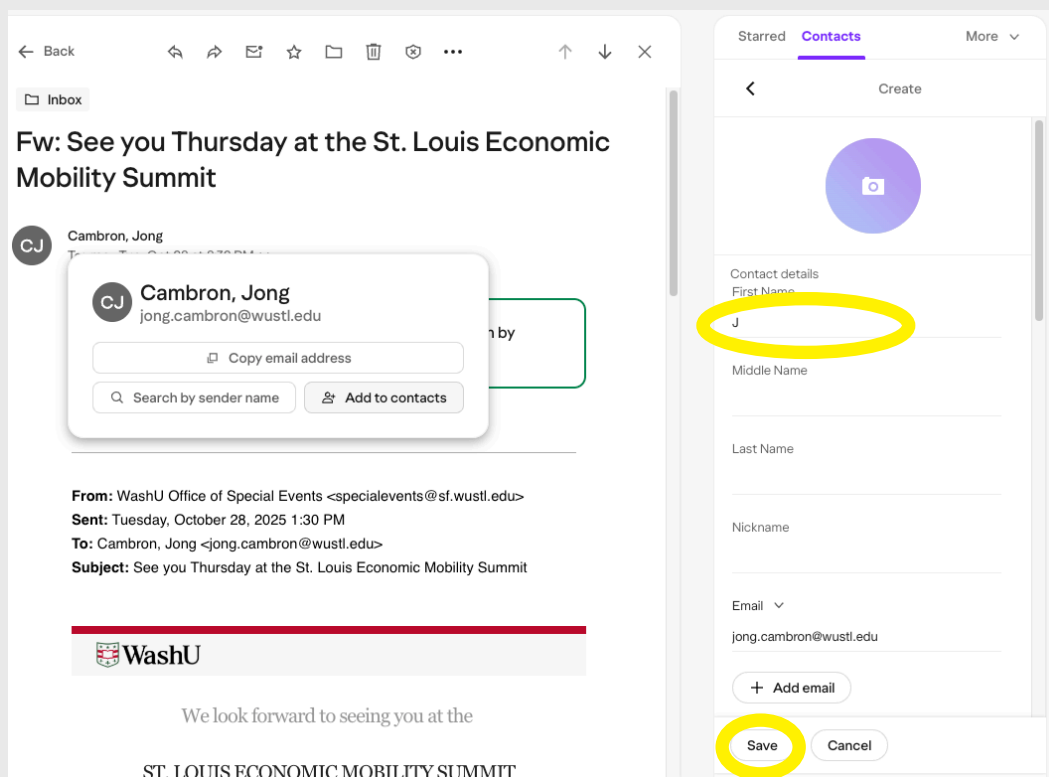 Back
Inbox
Fw: See you Thursday at the St. Louis Economic
Mobility Summit
CJ
Cambron, Jong
CJ
Cambron, Jong
jong.cambron@wustl.edu
Copy email address
Search by sender name
Add to contacts
by
From: WashU Office of Special Events <specialevents@sf.wustl.edu>
Sent: Tuesday, October 28, 2025 1:30 PM
To: Cambron, Jong <jong.cambron@wustl.edu>
Subject: See you Thursday at the St. Louis Economic Mobility Summit
WashU
We look forward to seeing you at the
ST. LOUIS ECONOMIC MOBILITY SUMMIT
Starred Contacts More
Create
Contact details
First Name
J
Middle Name
Last Name
Nickname
Email
jong.cambron@wustl.edu
Add email
Save Cancel